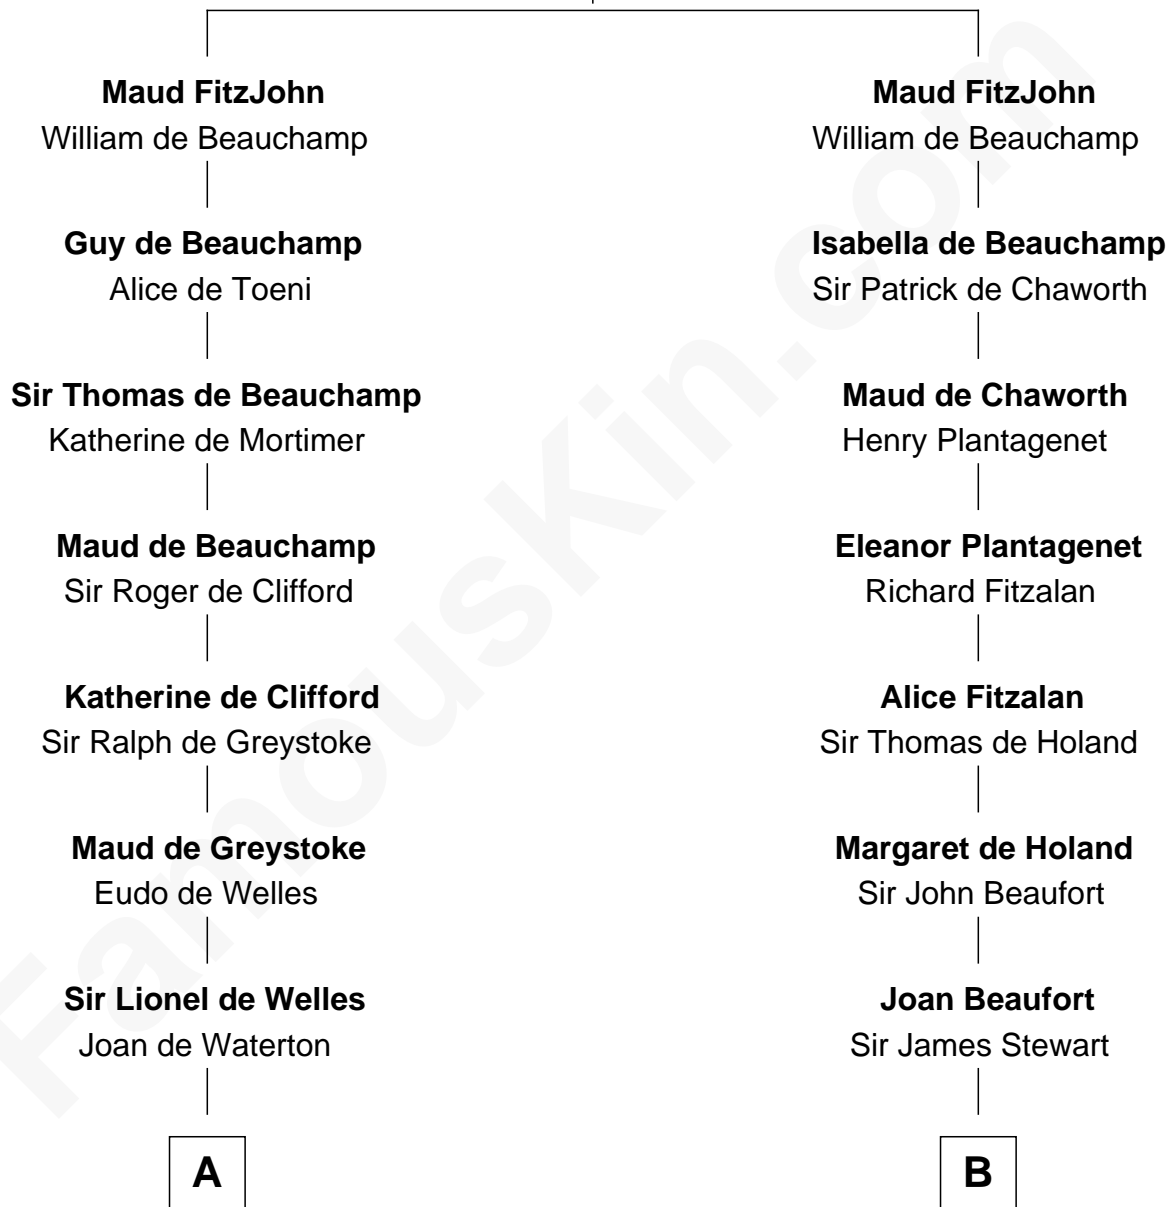 Maud FitzJohn
William de Beauchamp
Guy de Beauchamp
Alice de Toeni
Sir Thomas de Beauchamp
Katherine de Mortimer
Maud de Beauchamp
Sir Roger de Clifford
Katherine de Clifford
Sir Ralph de Greystoke
Maud de Greystoke
Eudo de Welles
Sir Lionel de Welles
Joan de Waterton
A
Maud FitzJohn
William de Beauchamp
Isabella de Beauchamp
Sir Patrick de Chaworth
Maud de Chaworth
Henry Plantagenet
Eleanor Plantagenet
Richard Fitzalan
Alice Fitzalan
Sir Thomas de Holand
Margaret de Holand
Sir John Beaufort
Joan Beaufort
Sir James Stewart
B
FamousKin.com